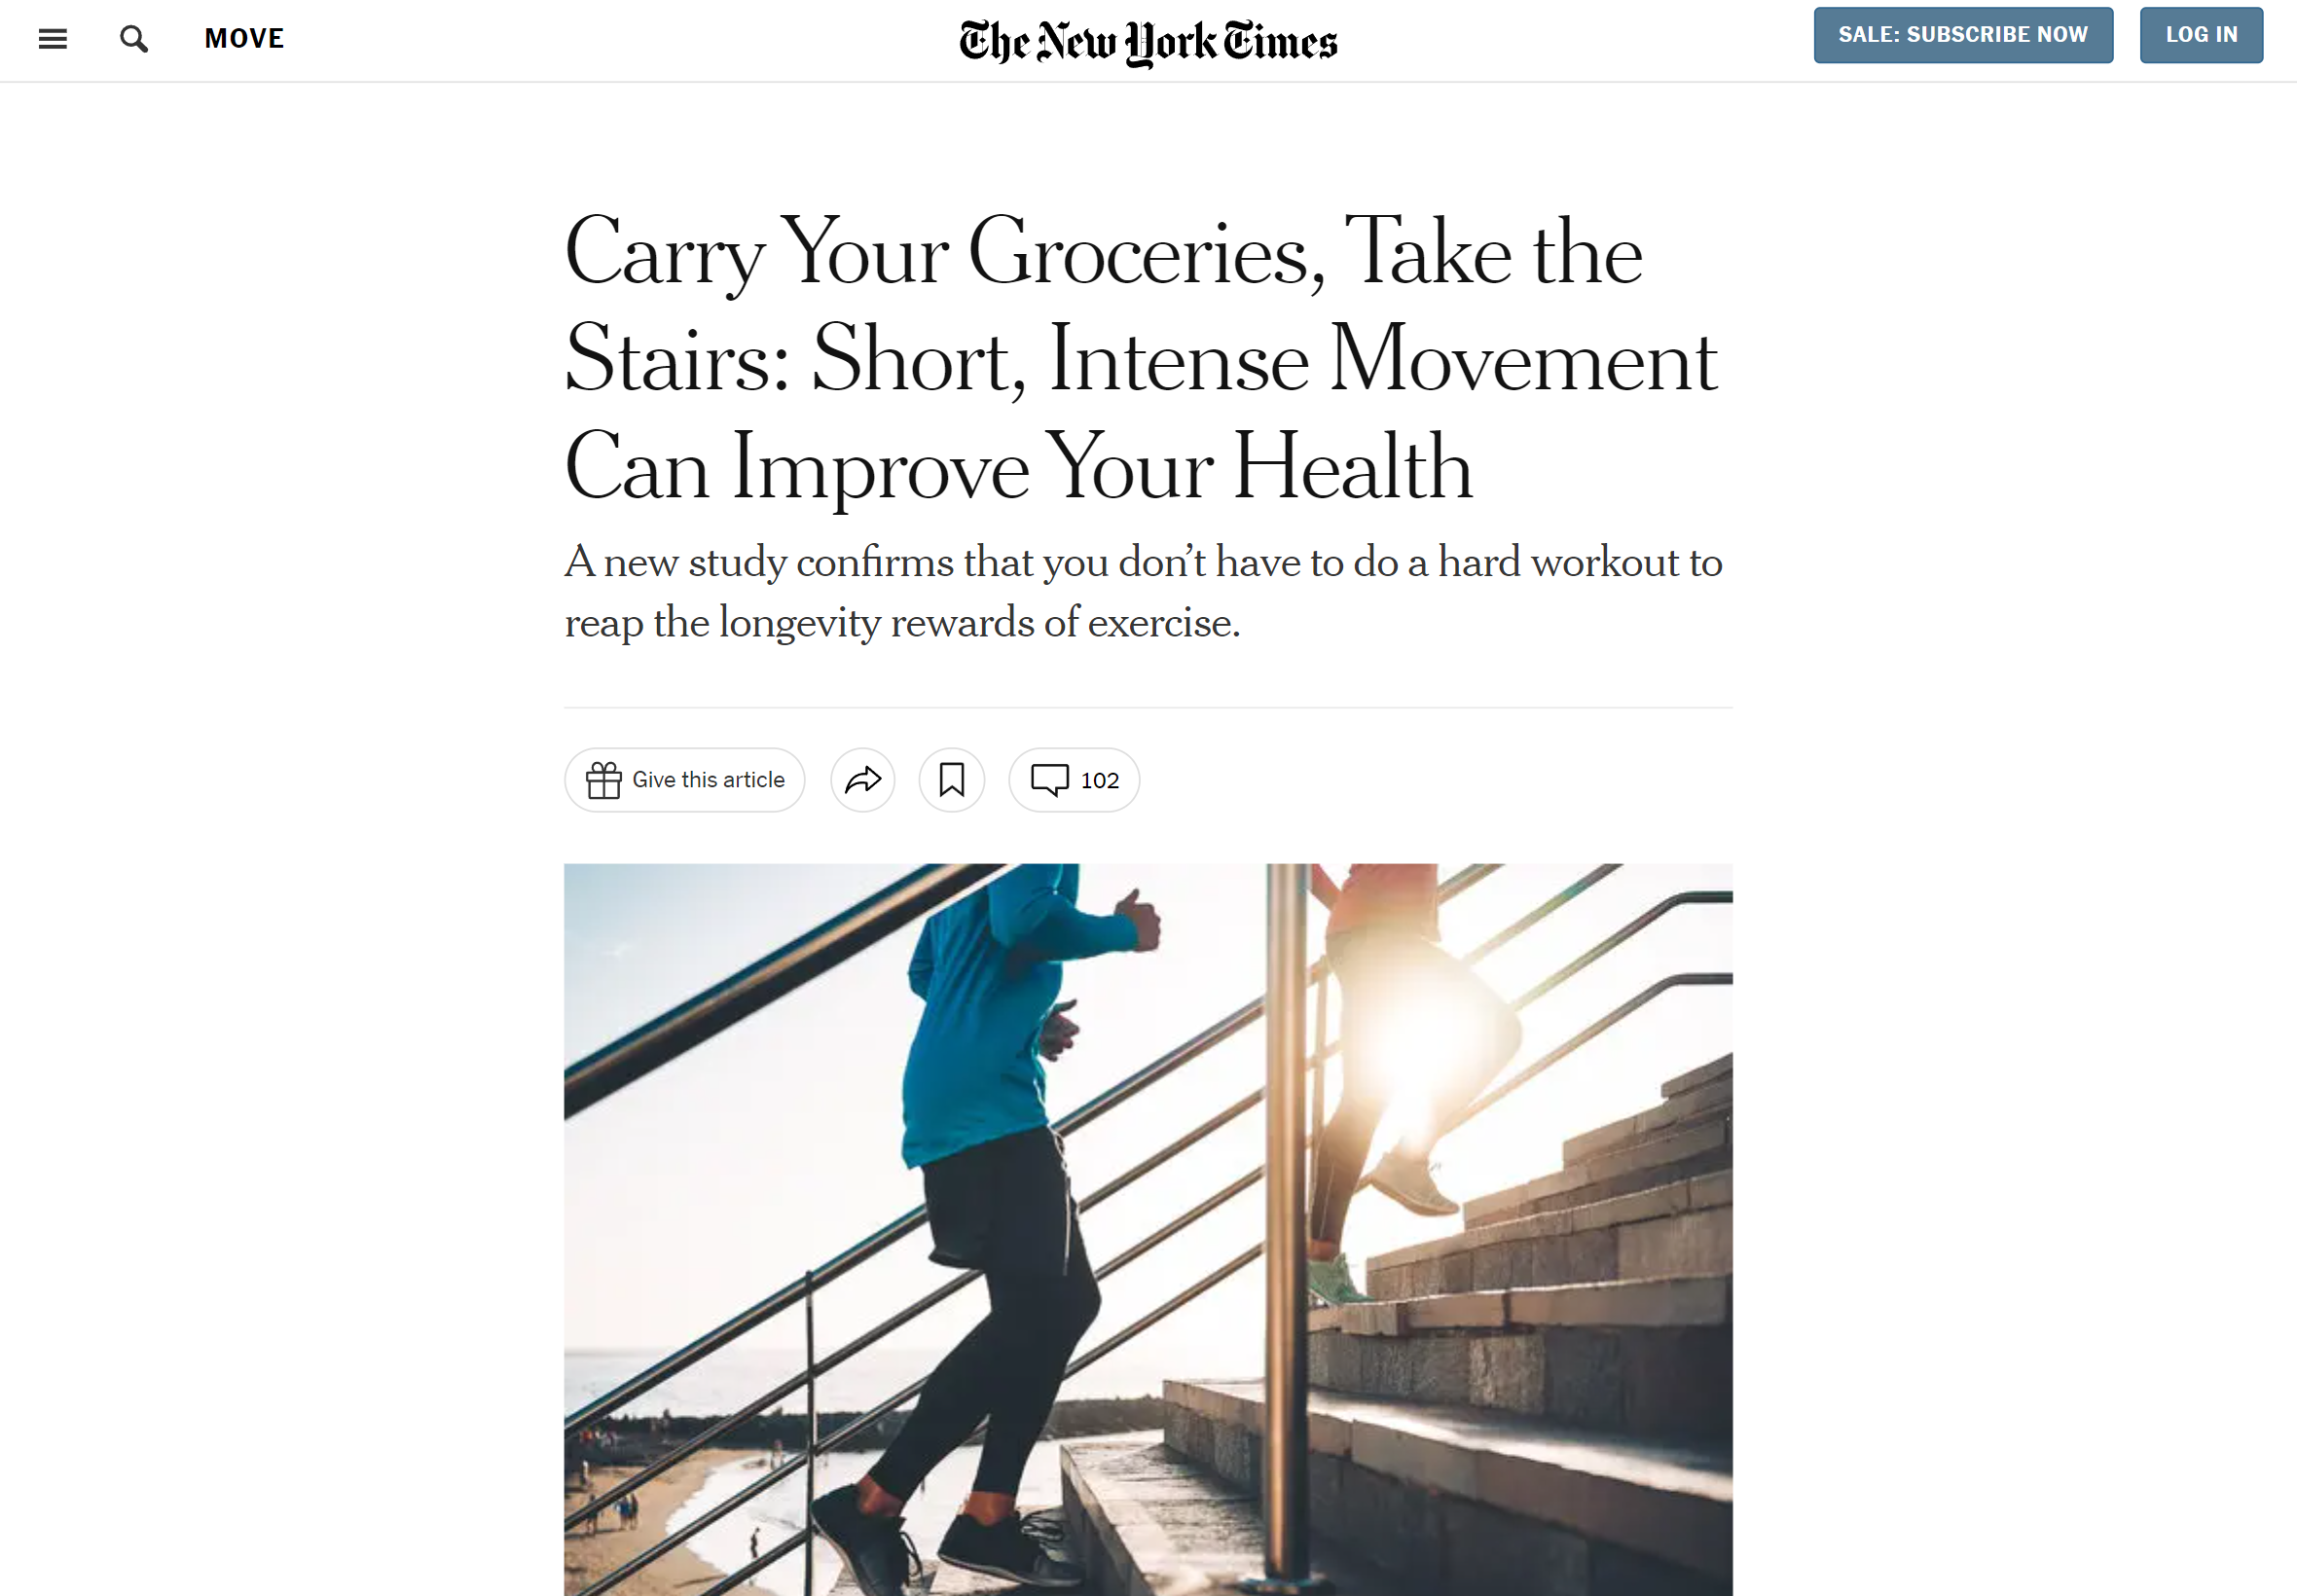 MOVE
The New York Times
SALE: SUBSCRIBE NOW
LOG IN
Carry Your Groceries, Take the
Stairs: Short, Intense Movement
Can Improve Your Health
A new study confirms that you don’t have to do a hard workout to
reap the longevity rewards of exercise.
Give this article
102